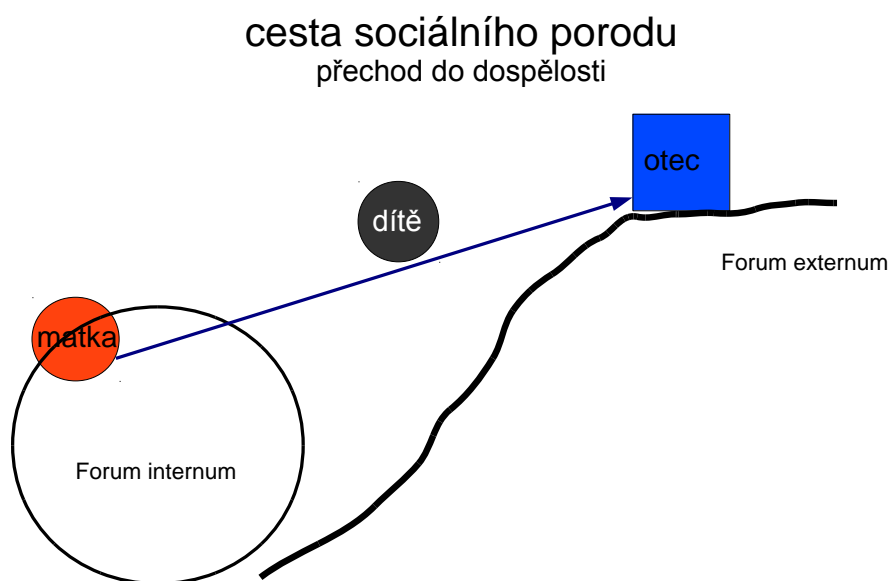 cesta sociálního porodu
přechod do dospělosti
otec
dítě
Forum externum
matka
Forum internum